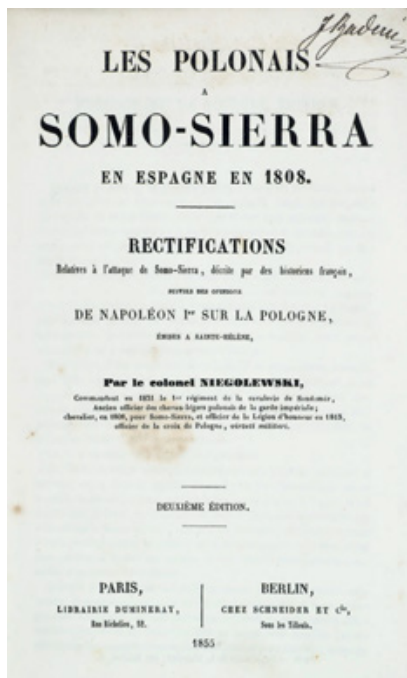 J Badeni
LES POLONAIS
A
SOMO-SIERRA
EN ESPAGNE EN 1808.
RECTIFICATIONS
Relatives à l'attaque de Somo-Sierra, décrite par des historiens français,
SUIVIES DES OPINIONS
DE NAPOLÉON Ier SUR LA POLOGNE,
ÉMISES A SAINTE-HÉLÈNE,
Par le colonel NIEGOLEWSKI,
Commandant en 1831 le 1er régiment de la cavalerie de Sandomir,
Ancien officier des chevau-légers polonais de la garde impériale;
chevalier, en 1808, pour Somo-Sierra, et officier de la Légion d'honneur en 1813,
officier de la croix de Pologne, virtuti militari.
DEUXIÈME ÉDITION.
PARIS,
LIBRAIRIE DUMINERAY,
Rue Richelieu, 52.
BERLIN,
CHEZ SCHNEIDER ET Cie,
Sous les Tilleuls.
1855